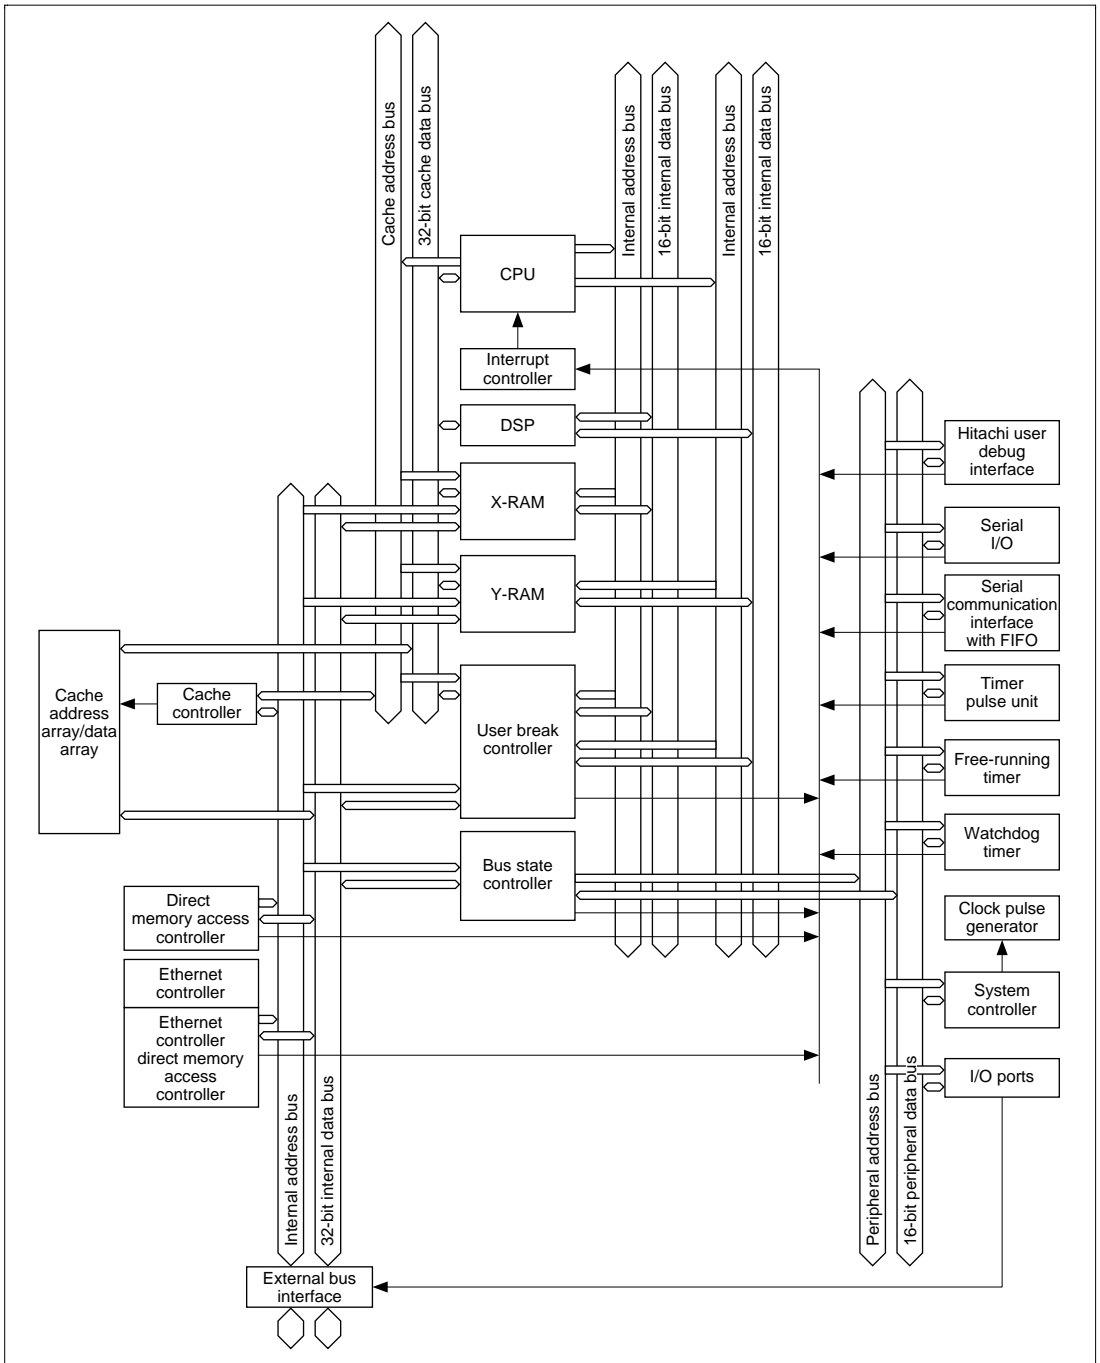 Cache address bus
32-bit cache data bus
Internal address bus
16-bit internal data bus
Internal address bus
16-bit internal data bus
CPU
Interrupt
controller
DSP
X-RAM
Y-RAM
Hitachi user
debug
interface
Serial
I/O
Serial
communication
interface
with FIFO
Cache
address
array/data
array
Cache
controller
User break
controller
Timer
pulse unit
Free-running
timer
Watchdog
timer
Bus state
controller
Direct
memory access
controller
Clock pulse
generator
Ethernet
controller
Ethernet
controller
direct memory
access
controller
System
controller
I/O ports
Internal address bus
32-bit internal data bus
Peripheral address bus
16-bit peripheral data bus
External bus
interface